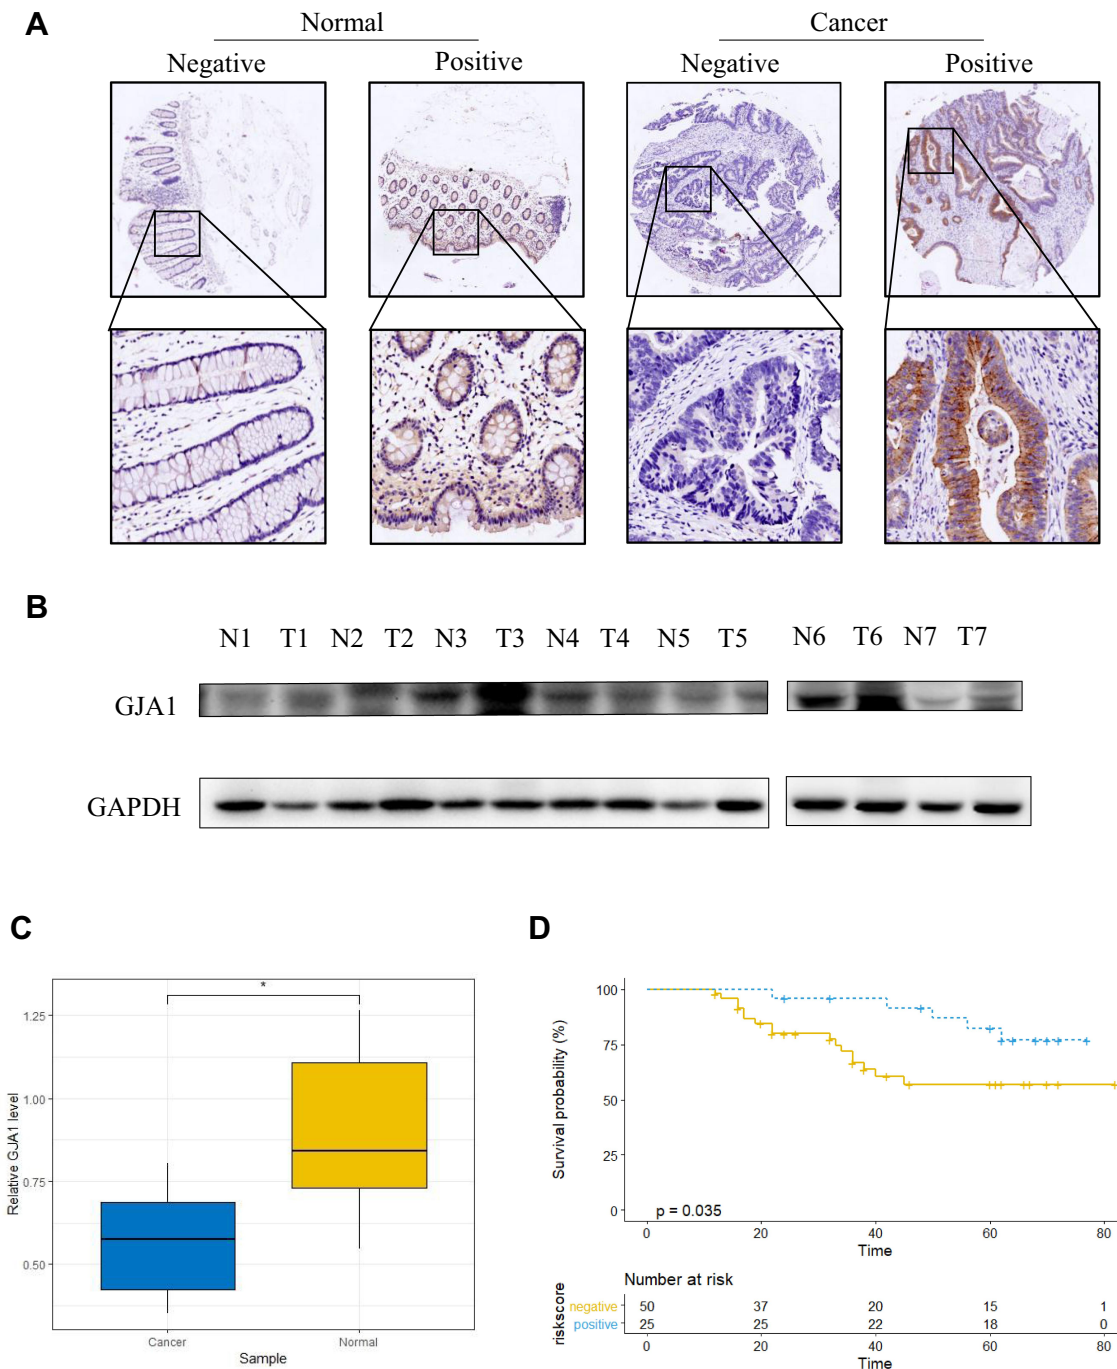 A
Normal
Cancer
Negative
Positive
Negative
Positive
B
N1 T1 N2 T2 N3 T3 N4 T4 N5 T5 N6 T6 N7 T7
GJA1
GAPDH
C
*
1.25
1.00
0.75
0.50
Relative GJA1 level
Cancer Normal
Sample
D
100
75
50
25
0
Survival probability (%)
p = 0.035
0 20 40 60 80
Time
Number at risk
riskscore
negative 50 37 20 15 1
positive 25 25 22 18 0
0 20 40 60 80
Time